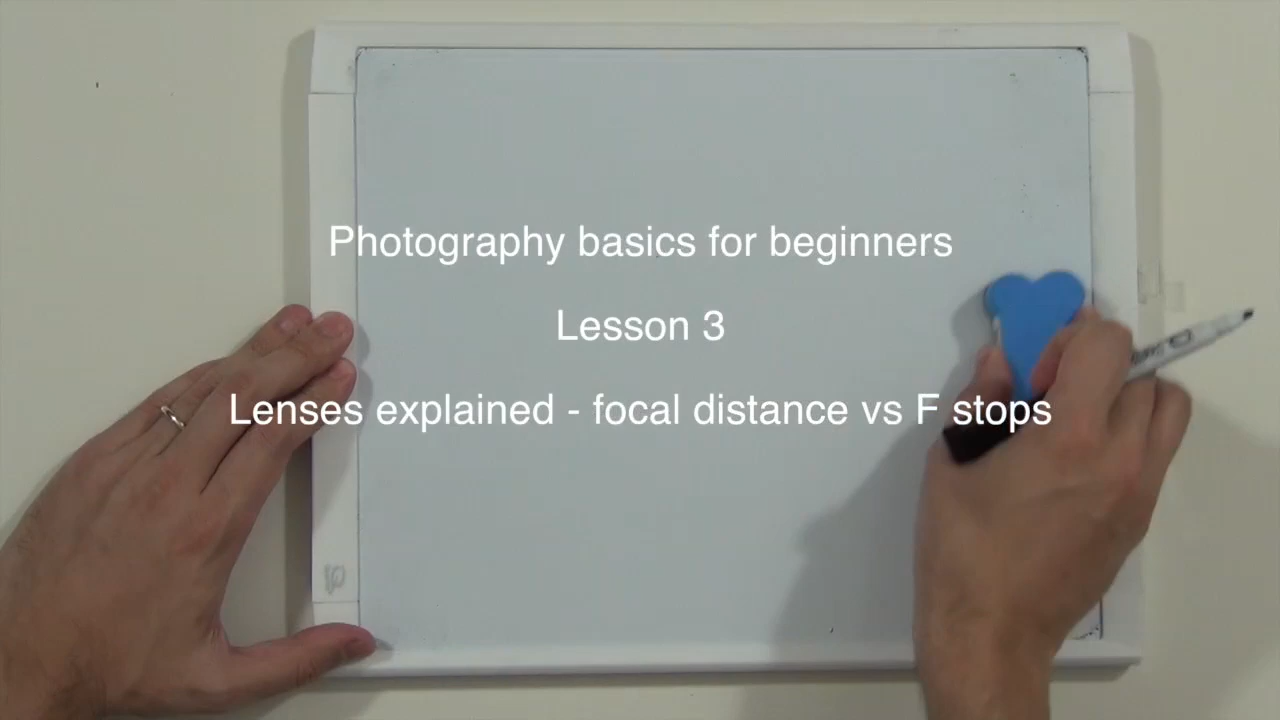 Photography basics for beginners
Lesson 3
Lenses explained - focal distance vs F stops